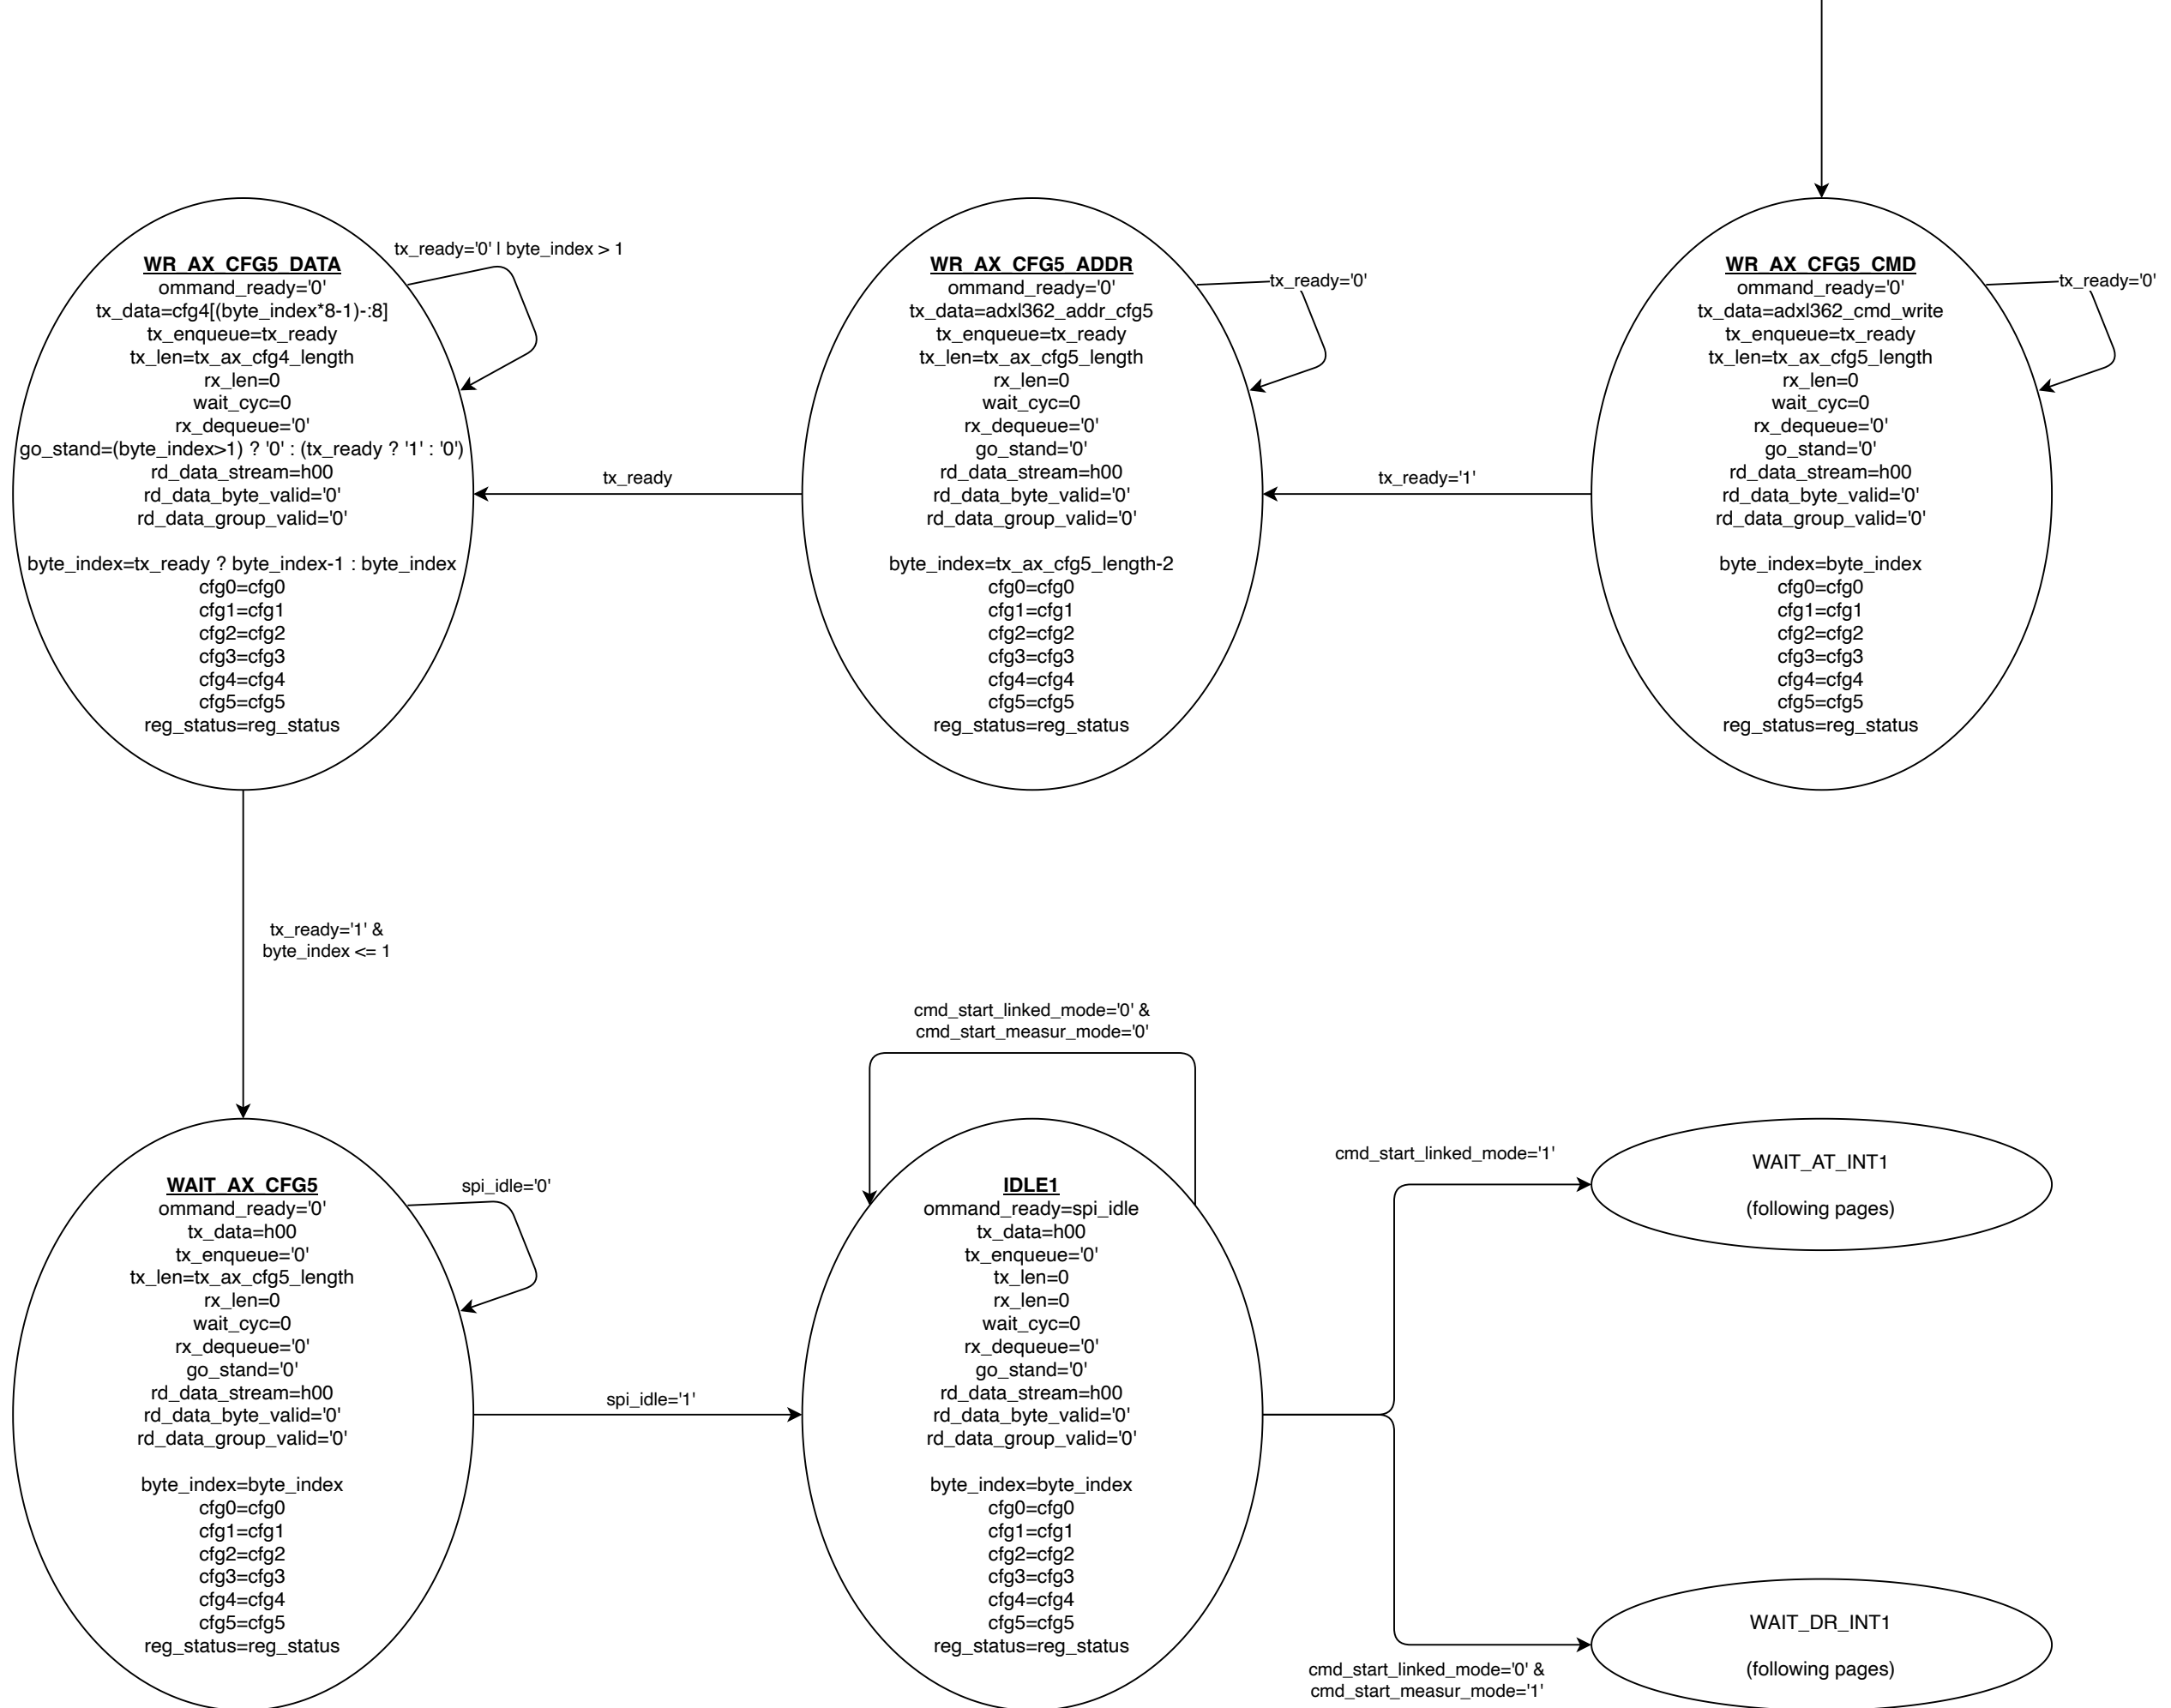 WR_AX_CFG5_DATA
ommand_ready='0'
tx_data=cfg4[(byte_index*8-1)-:8]
tx_enqueue=tx_ready
tx_len=tx_ax_cfg4_length
rx_len=0
wait_cyc=0
rx_dequeue='0'
go_stand=(byte_index>1) ? '0' : (tx_ready ? '1' : '0')
rd_data_stream=h00
rd_data_byte_valid='0'
rd_data_group_valid='0'
byte_index=tx_ready ? byte_index-1 : byte_index
cfg0=cfg0
cfg1=cfg1
cfg2=cfg2
cfg3=cfg3
cfg4=cfg4
cfg5=cfg5
reg_status=reg_status
tx_ready='0' | byte_index > 1
tx_ready
WR_AX_CFG5_ADDR
ommand_ready='0'
tx_data=adxl362_addr_cfg5
tx_enqueue=tx_ready
tx_len=tx_ax_cfg5_length
rx_len=0
wait_cyc=0
rx_dequeue='0'
go_stand='0'
rd_data_stream=h00
rd_data_byte_valid='0'
rd_data_group_valid='0'
byte_index=tx_ax_cfg5_length-2
cfg0=cfg0
cfg1=cfg1
cfg2=cfg2
cfg3=cfg3
cfg4=cfg4
cfg5=cfg5
reg_status=reg_status
tx_ready='0'
tx_ready='1'
WR_AX_CFG5_CMD
ommand_ready='0'
tx_data=adxl362_cmd_write
tx_enqueue=tx_ready
tx_len=tx_ax_cfg5_length
rx_len=0
wait_cyc=0
rx_dequeue='0'
go_stand='0'
rd_data_stream=h00
rd_data_byte_valid='0'
rd_data_group_valid='0'
byte_index=byte_index
cfg0=cfg0
cfg1=cfg1
cfg2=cfg2
cfg3=cfg3
cfg4=cfg4
cfg5=cfg5
reg_status=reg_status
tx_ready='0'
tx_ready='1' &
byte_index <= 1
WAIT_AX_CFG5
ommand_ready='0'
tx_data=h00
tx_enqueue='0'
tx_len=tx_ax_cfg5_length
rx_len=0
wait_cyc=0
rx_dequeue='0'
go_stand='0'
rd_data_stream=h00
rd_data_byte_valid='0'
rd_data_group_valid='0'
byte_index=byte_index
cfg0=cfg0
cfg1=cfg1
cfg2=cfg2
cfg3=cfg3
cfg4=cfg4
cfg5=cfg5
reg_status=reg_status
spi_idle='0'
spi_idle='1'
cmd_start_linked_mode='0' &
cmd_start_measur_mode='0'
IDLE1
ommand_ready=spi_idle
tx_data=h00
tx_enqueue='0'
tx_len=0
rx_len=0
wait_cyc=0
rx_dequeue='0'
go_stand='0'
rd_data_stream=h00
rd_data_byte_valid='0'
rd_data_group_valid='0'
byte_index=byte_index
cfg0=cfg0
cfg1=cfg1
cfg2=cfg2
cfg3=cfg3
cfg4=cfg4
cfg5=cfg5
reg_status=reg_status
cmd_start_linked_mode='1'
WAIT_AT_INT1
(following pages)
WAIT_DR_INT1
(following pages)
cmd_start_linked_mode='0' &
cmd_start_measur_mode='1'